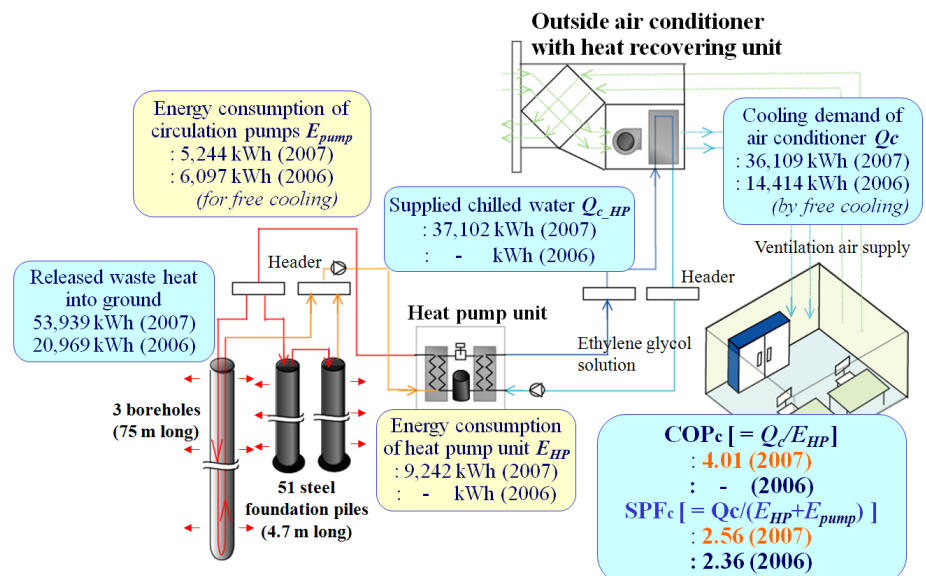 Outside air conditioner
with heat recovering unit
Energy consumption of
circulation pumps Epump
: 5,244 kWh (2007)
: 6,097 kWh (2006)
(for free cooling)
Cooling demand of
air conditioner Qc
: 36,109 kWh (2007)
: 14,414 kWh (2006)
(by free cooling)
Supplied chilled water Qc_HP
: 37,102 kWh (2007)
: - kWh (2006)
Ventilation air supply
Released waste heat
into ground
53,939 kWh (2007)
20,969 kWh (2006)
Header
Header
Heat pump unit
Ethylene glycol
solution
3 boreholes
(75 m long)
51 steel
foundation piles
(4.7 m long)
Energy consumption
of heat pump unit EHP
: 9,242 kWh (2007)
: - kWh (2006)
COPc [ = Qc/EHP]
: 4.01 (2007)
: - (2006)
SPFc [ = Qc/(EHP+Epump) ]
: 2.56 (2007)
: 2.36 (2006)